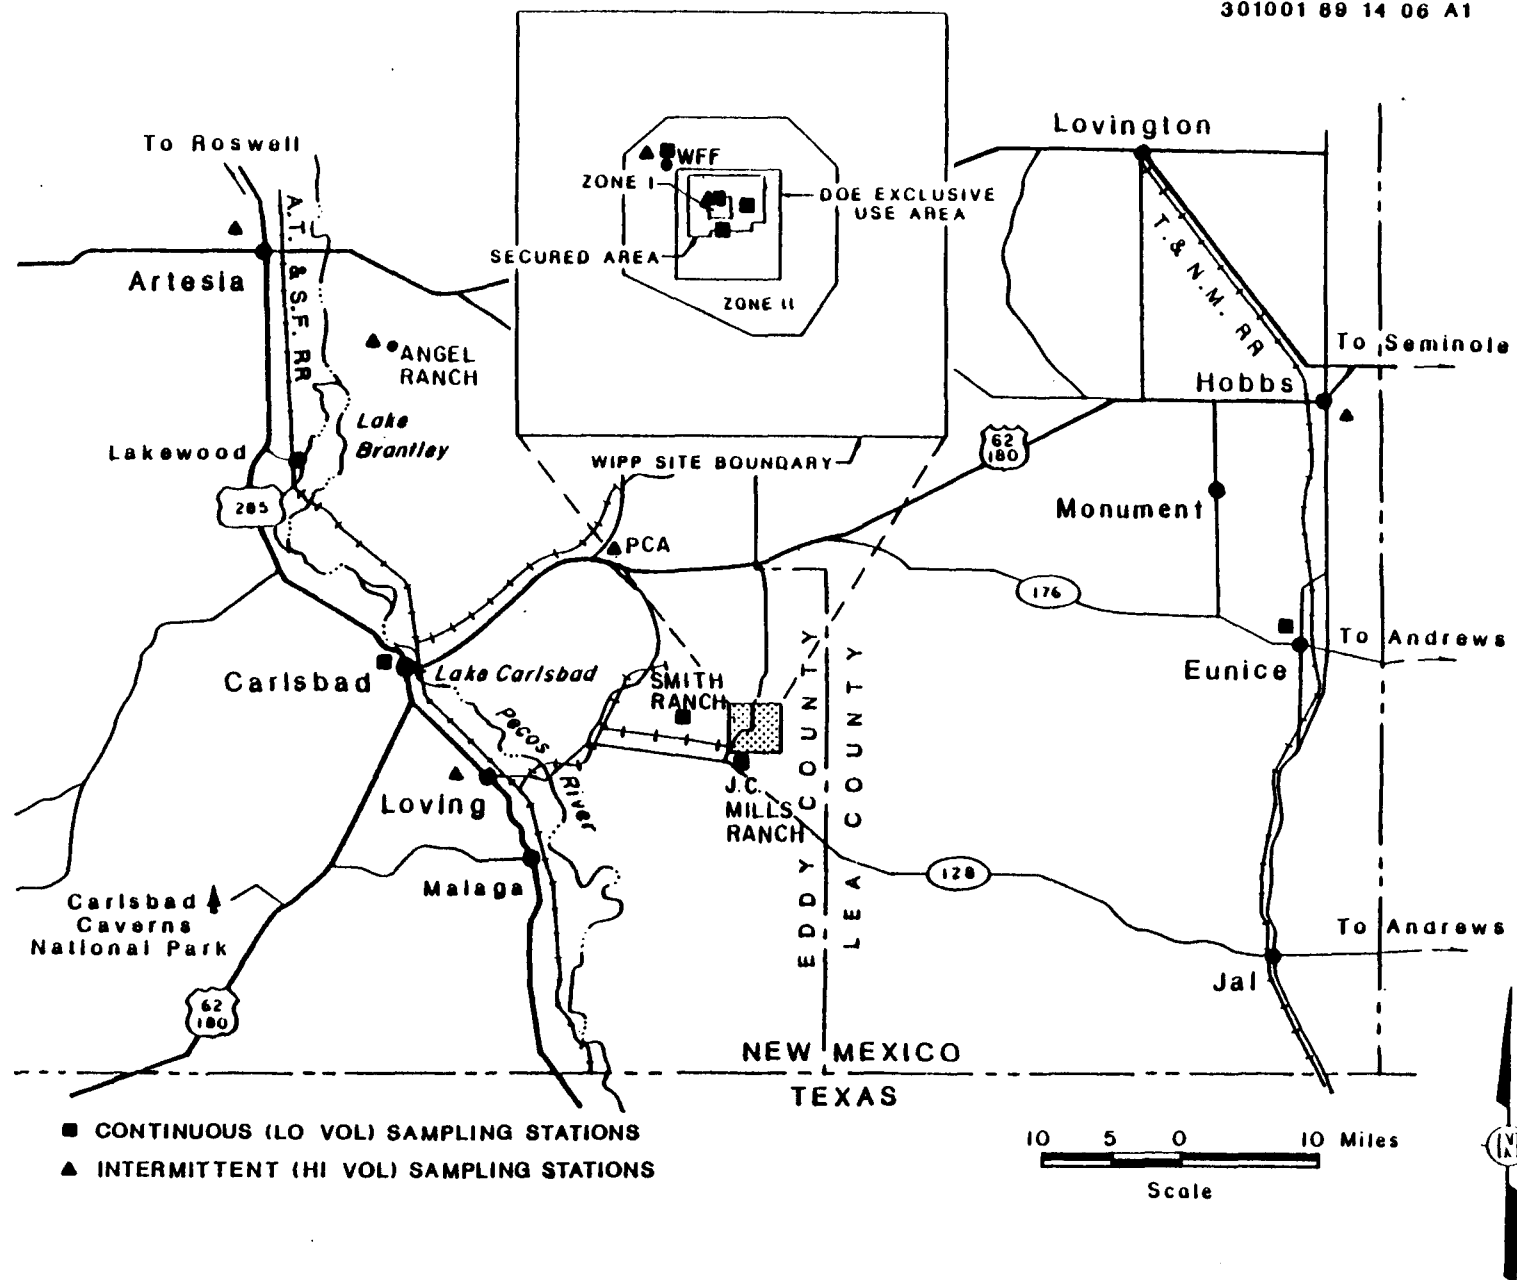 301001 89 14 06 A1
Lovington
To Roswell
WFF
ZONE I
DOE EXCLUSIVE
USE AREA
A.T. & S.F. RR
T. & N.M. RR
SECURED AREA
Artesia
ZONE II
To Seminole
ANGEL
RANCH
Hobbs
Lake
Brantley
Lakewood
62
180
WIPP SITE BOUNDARY
285
Monument
PCA
176
To Andrews
Eunice
Carlsbad
Lake Carlsbad
SMITH
RANCH
Pecos
River
EDDY COUNTY
LEA COUNTY
Loving
J.C.
MILLS
RANCH
128
Malaga
Carlsbad
Caverns
National Park
To Andrews
Jal
62
180
NEW MEXICO
TEXAS
CONTINUOUS (LO VOL) SAMPLING STATIONS
INTERMITTENT (HI VOL) SAMPLING STATIONS
10 5 0 10 Miles
Scale